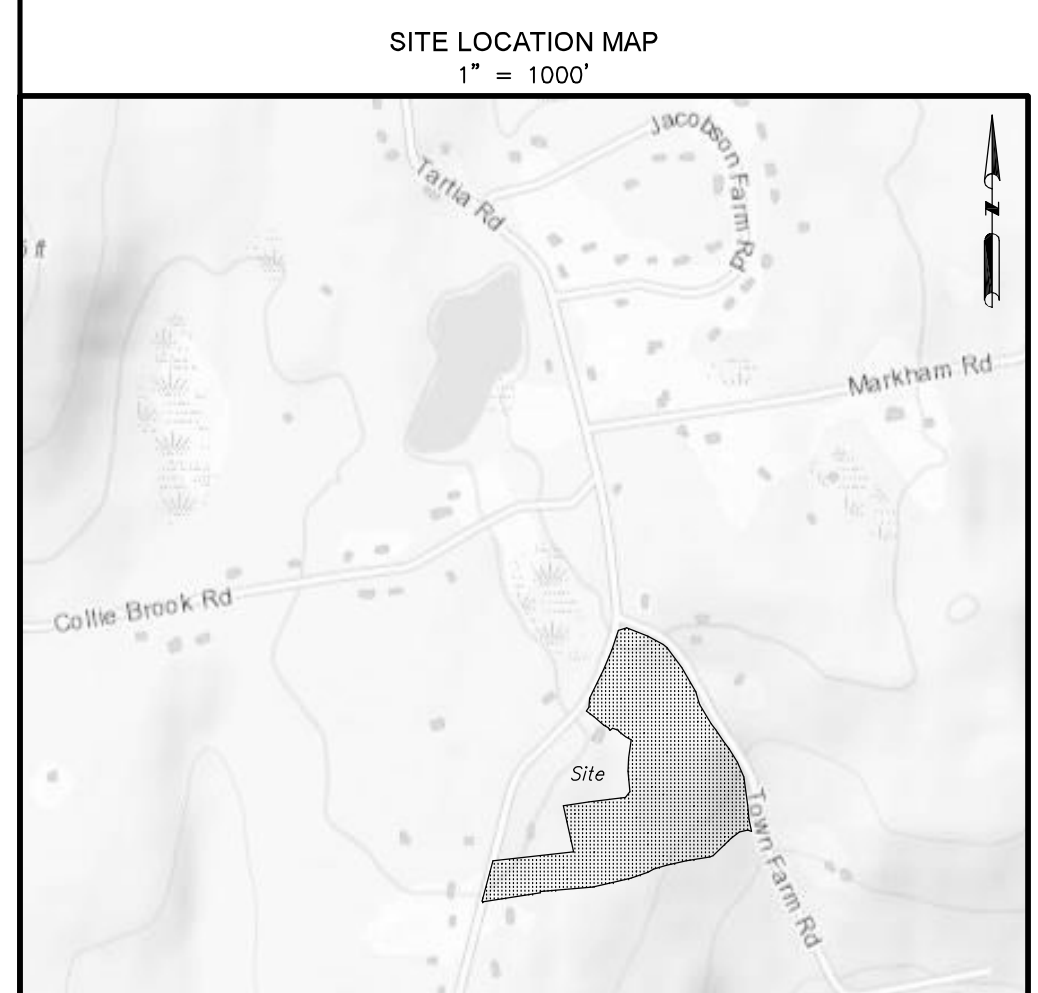 SITE LOCATION MAP
1" = 1000'
Jacobson Farm Rd
Tartia Rd
ft
Markham Rd
Collie Brook Rd
Site
Town Farm Rd